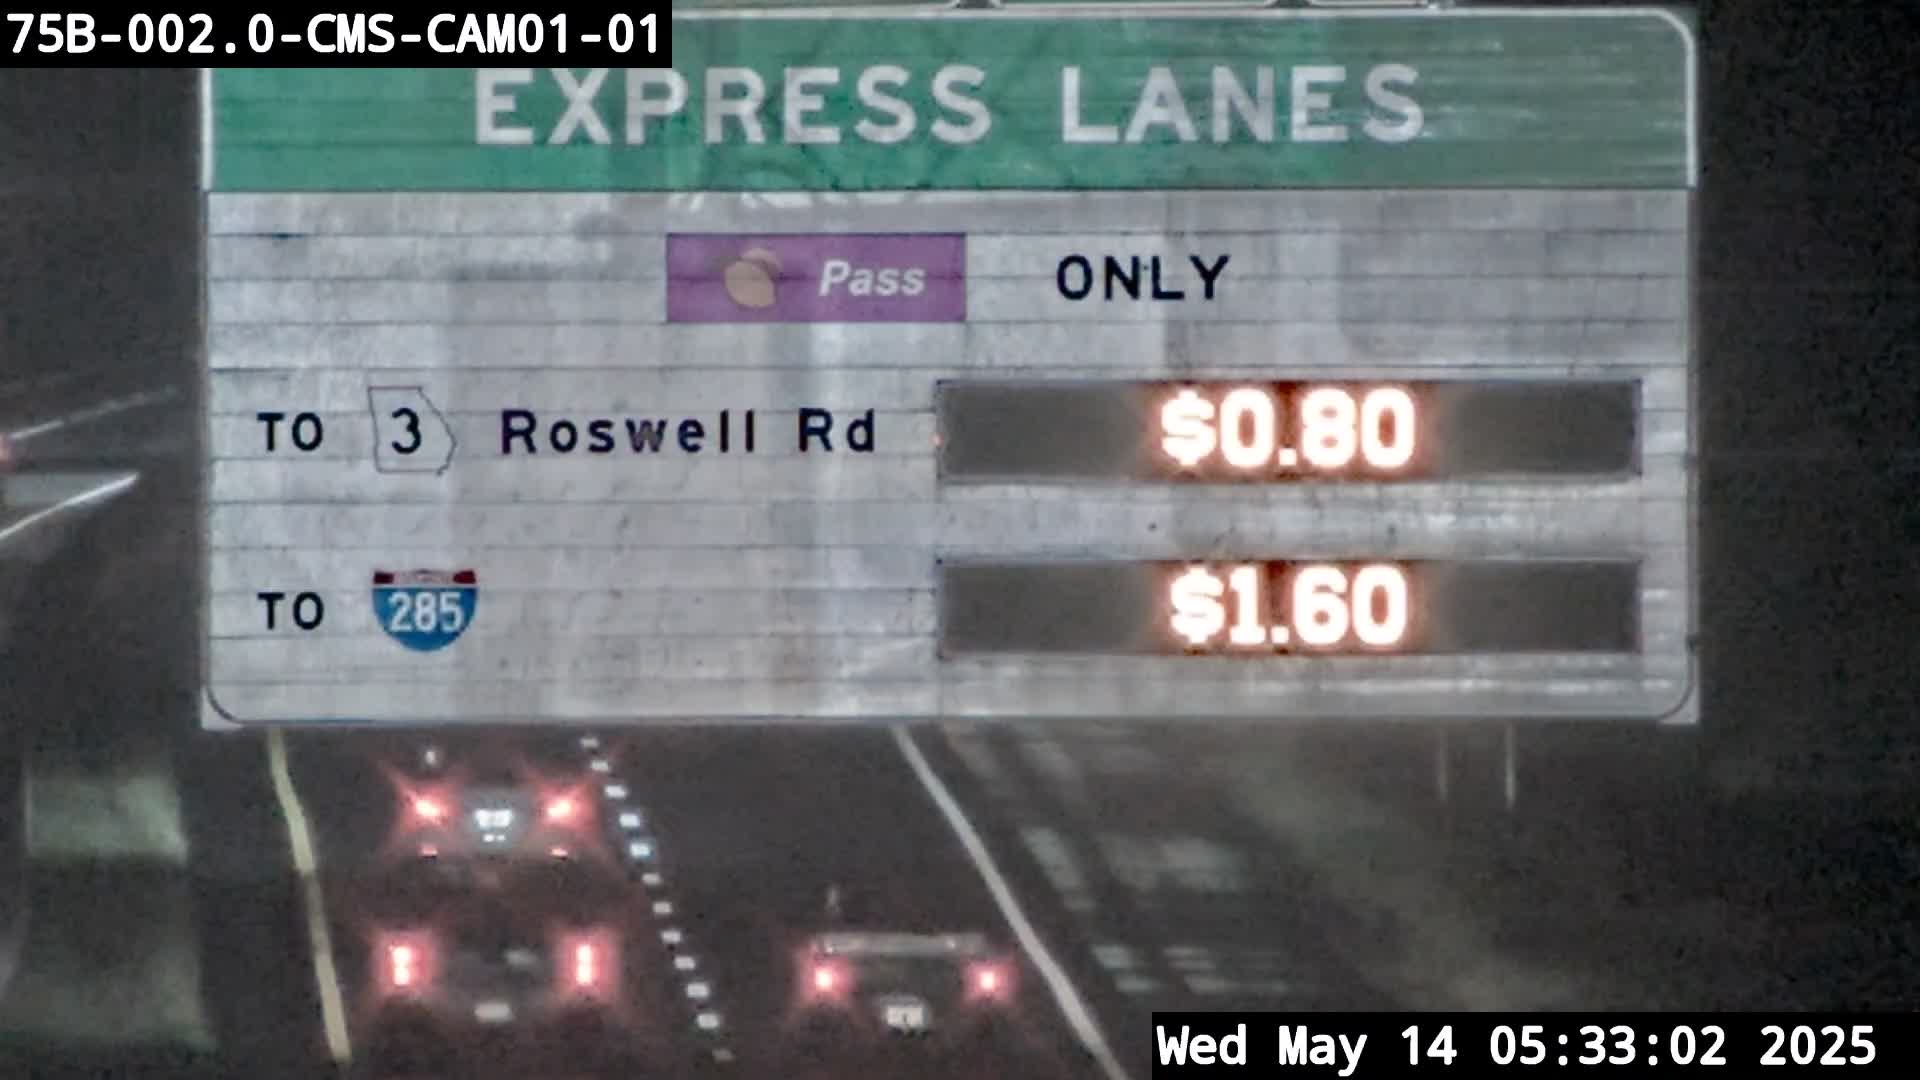 75B-002.0-CMS-CAM01-01
EXPRESS LANES
Pass ONLY
TO 3 Roswell Rd $0.80
TO 285 $1.60
Wed May 14 05:33:02 2025